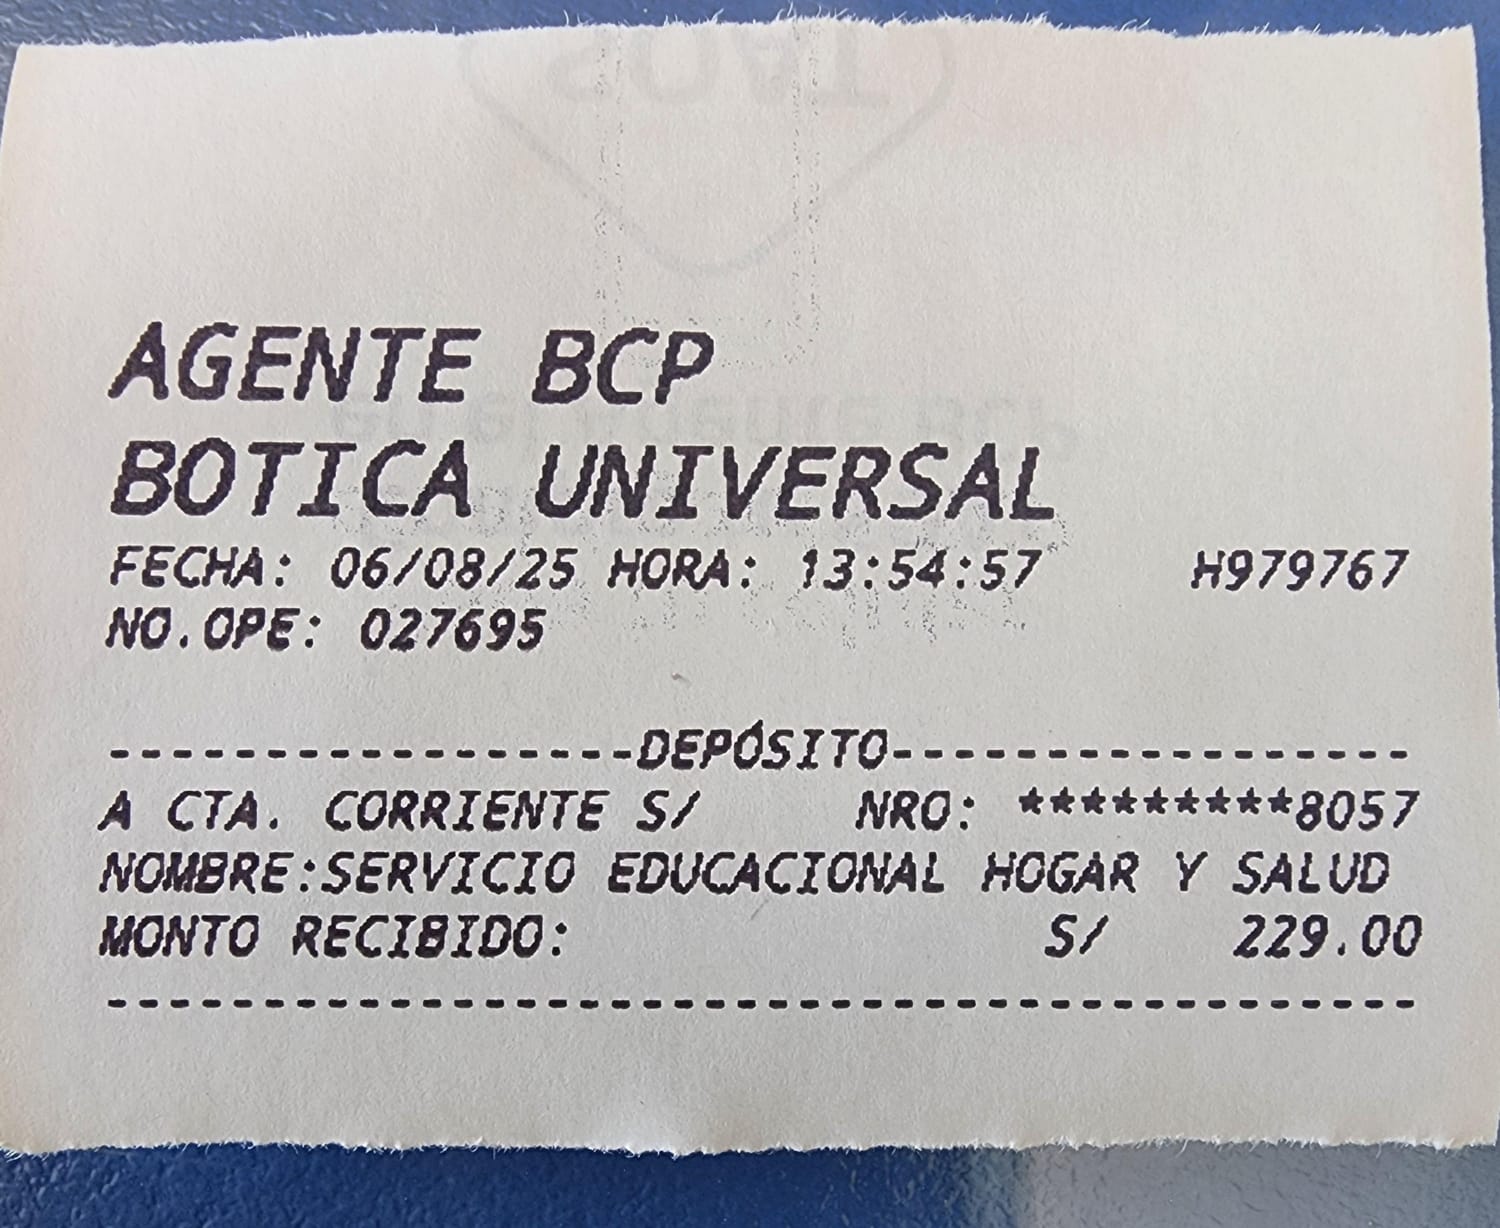 AGENTE BCP
BOTICA UNIVERSAL
FECHA: 06/08/25 HORA: 13:54:57 H979767
NO.OPE: 027695
------------------DEPÓSITO------------------
A CTA. CORRIENTE S/ NRO: *********8057
NOMBRE:SERVICIO EDUCACIONAL HOGAR Y SALUD
MONTO RECIBIDO: S/ 229.00
------------------------------------------